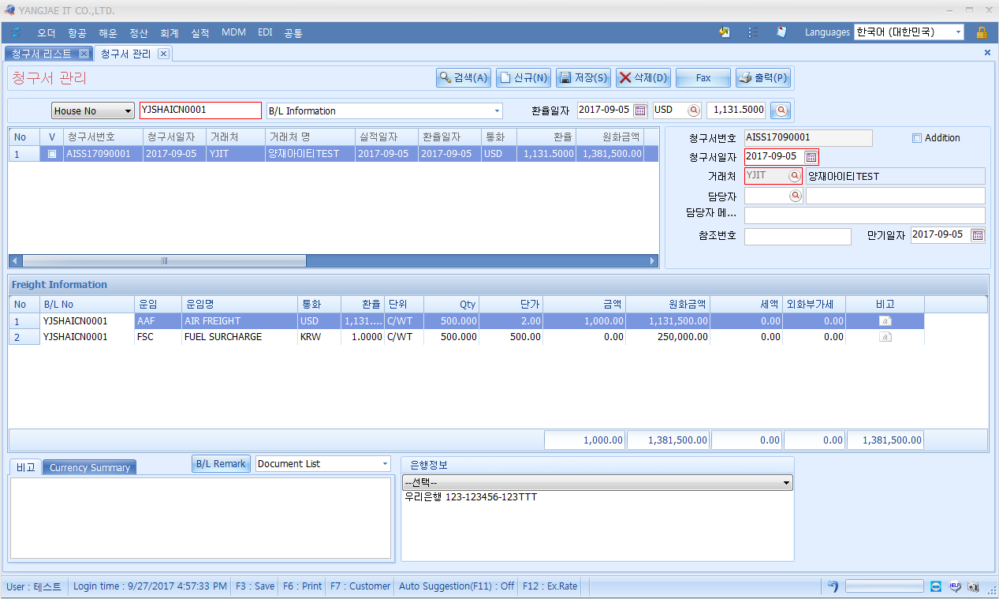 YANGJAE IT CO.,LTD.
오더 항공 해운 정산 회계 실적 MDM EDI 공통 Languages 한국어 (대한민국)
청구서 리스트 청구서 관리
청구서 관리 검색(A) 신규(N) 저장(S) 삭제(D) Fax 출력(P)
House No YJSHAICN0001 B/L Information 환율일자 2017-09-05 USD 1,131.5000
No V 청구서번호 청구서일자 거래처 거래처 명 실적일자 환율일자 통화 환율 원화금액
1 AISS17090001 2017-09-05 YJIT 양재아이티TEST 2017-09-05 2017-09-05 USD 1,131.5000 1,381,500.00
청구서번호 AISS17090001 Addition
청구서일자 2017-09-05
거래처 YJIT 양재아이티TEST
담당자
담당자 메...
참조번호 만기일자 2017-09-05
Freight Information
No B/L No 운임 운임명 통화 환율 단위 Qty 단가 금액 원화금액 세액 외화부가세 비고
1 YJSHAICN0001 AAF AIR FREIGHT USD 1,131.... C/WT 500.000 2.00 1,000.00 1,131,500.00 0.00 0.00 a
2 YJSHAICN0001 FSC FUEL SURCHARGE KRW 1.0000 C/WT 500.000 500.00 0.00 250,000.00 0.00 0.00 a
1,000.00 1,381,500.00 0.00 0.00 1,381,500.00
비고 Currency Summary B/L Remark Document List
은행정보
--선택--
우리은행 123-123456-123TTT
User : 테스트 Login time : 9/27/2017 4:57:33 PM F3 : Save F6 : Print F7 : Customer Auto Suggestion(F11) : Off F12 : Ex.Rate HELP